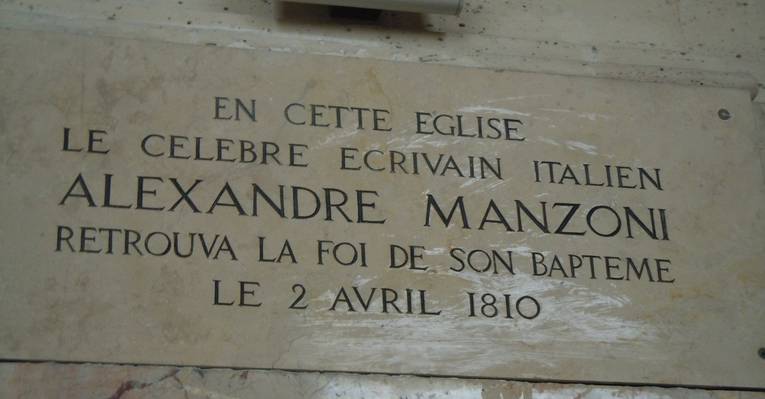 EN CETTE EGLISE
LE CELEBRE ECRIVAIN ITALIEN
ALEXANDRE MANZONI
RETROUVA LA FOI DE SON BAPTEME
LE 2 AVRIL 1810